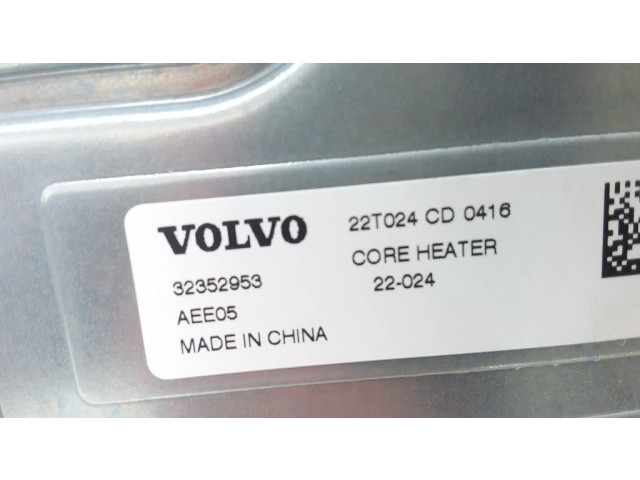 VOLVO
32352953
AEE05
MADE IN CHINA
22T024 CD 0416
CORE HEATER
22-024